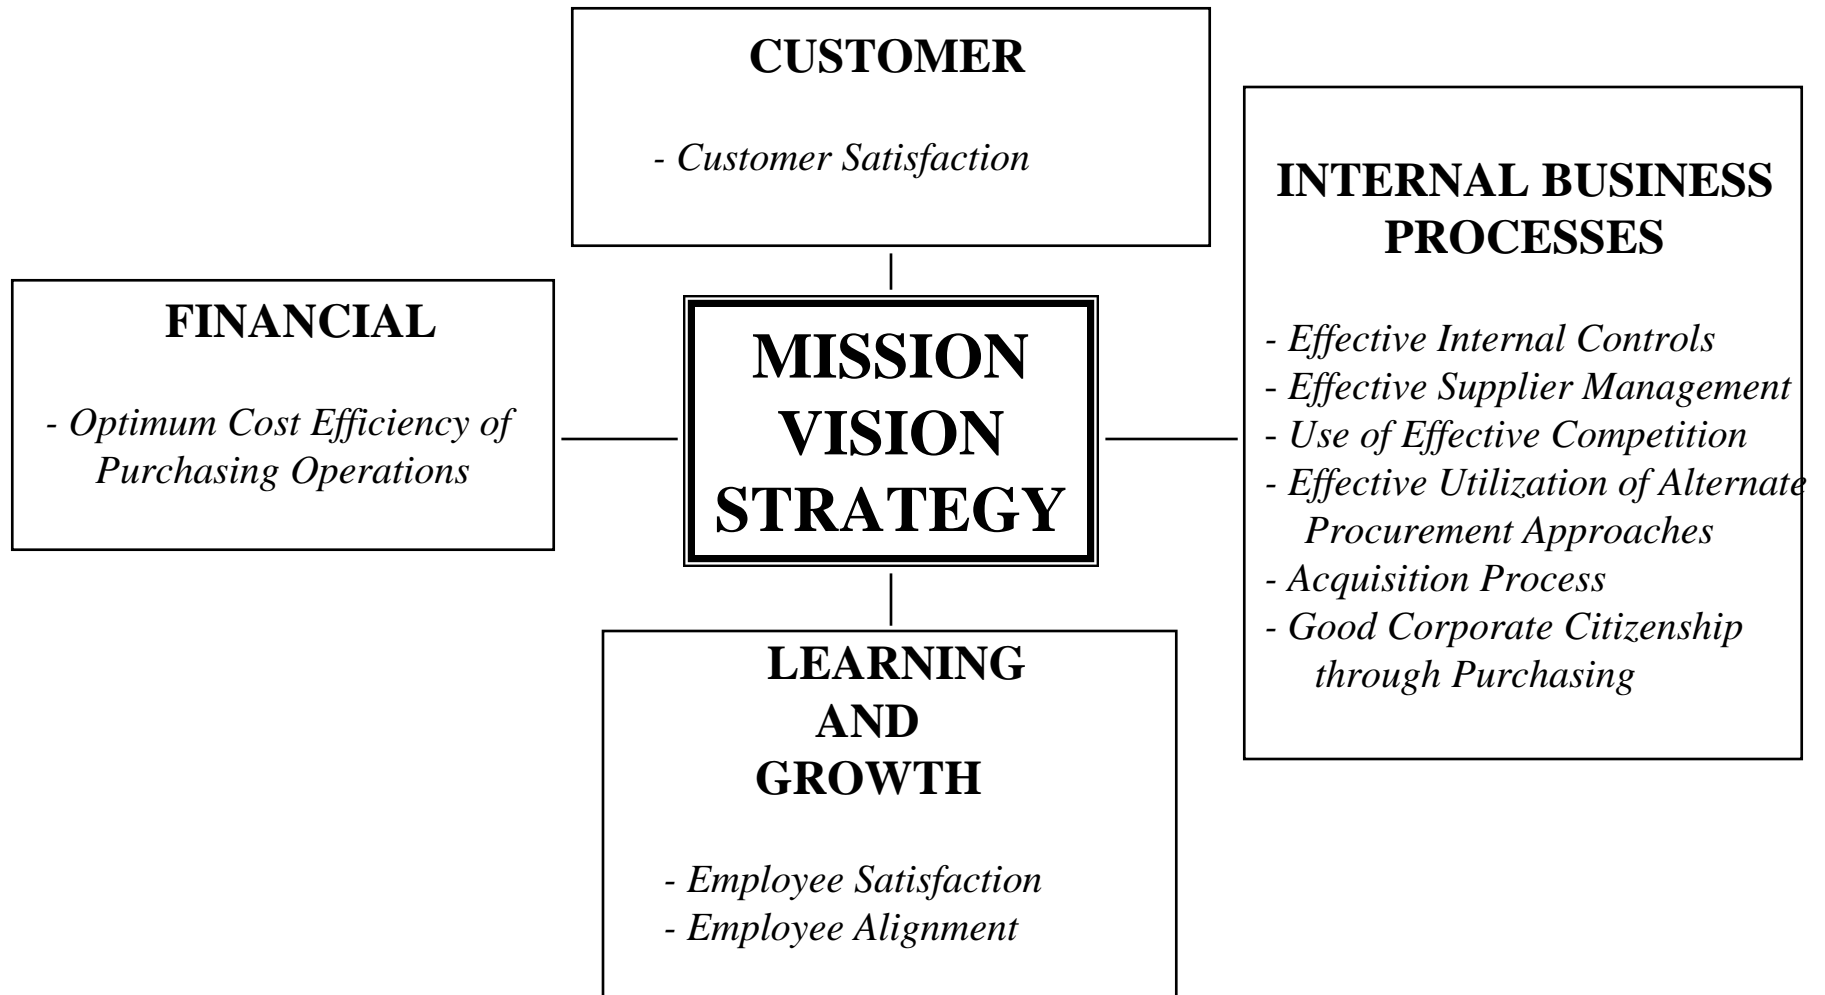 CUSTOMER
- Customer Satisfaction
FINANCIAL
- Optimum Cost Efficiency of
Purchasing Operations
MISSION
VISION
STRATEGY
INTERNAL BUSINESS
PROCESSES
- Effective Internal Controls
- Effective Supplier Management
- Use of Effective Competition
- Effective Utilization of Alternate
Procurement Approaches
- Acquisition Process
- Good Corporate Citizenship
through Purchasing
LEARNING
AND
GROWTH
- Employee Satisfaction
- Employee Alignment